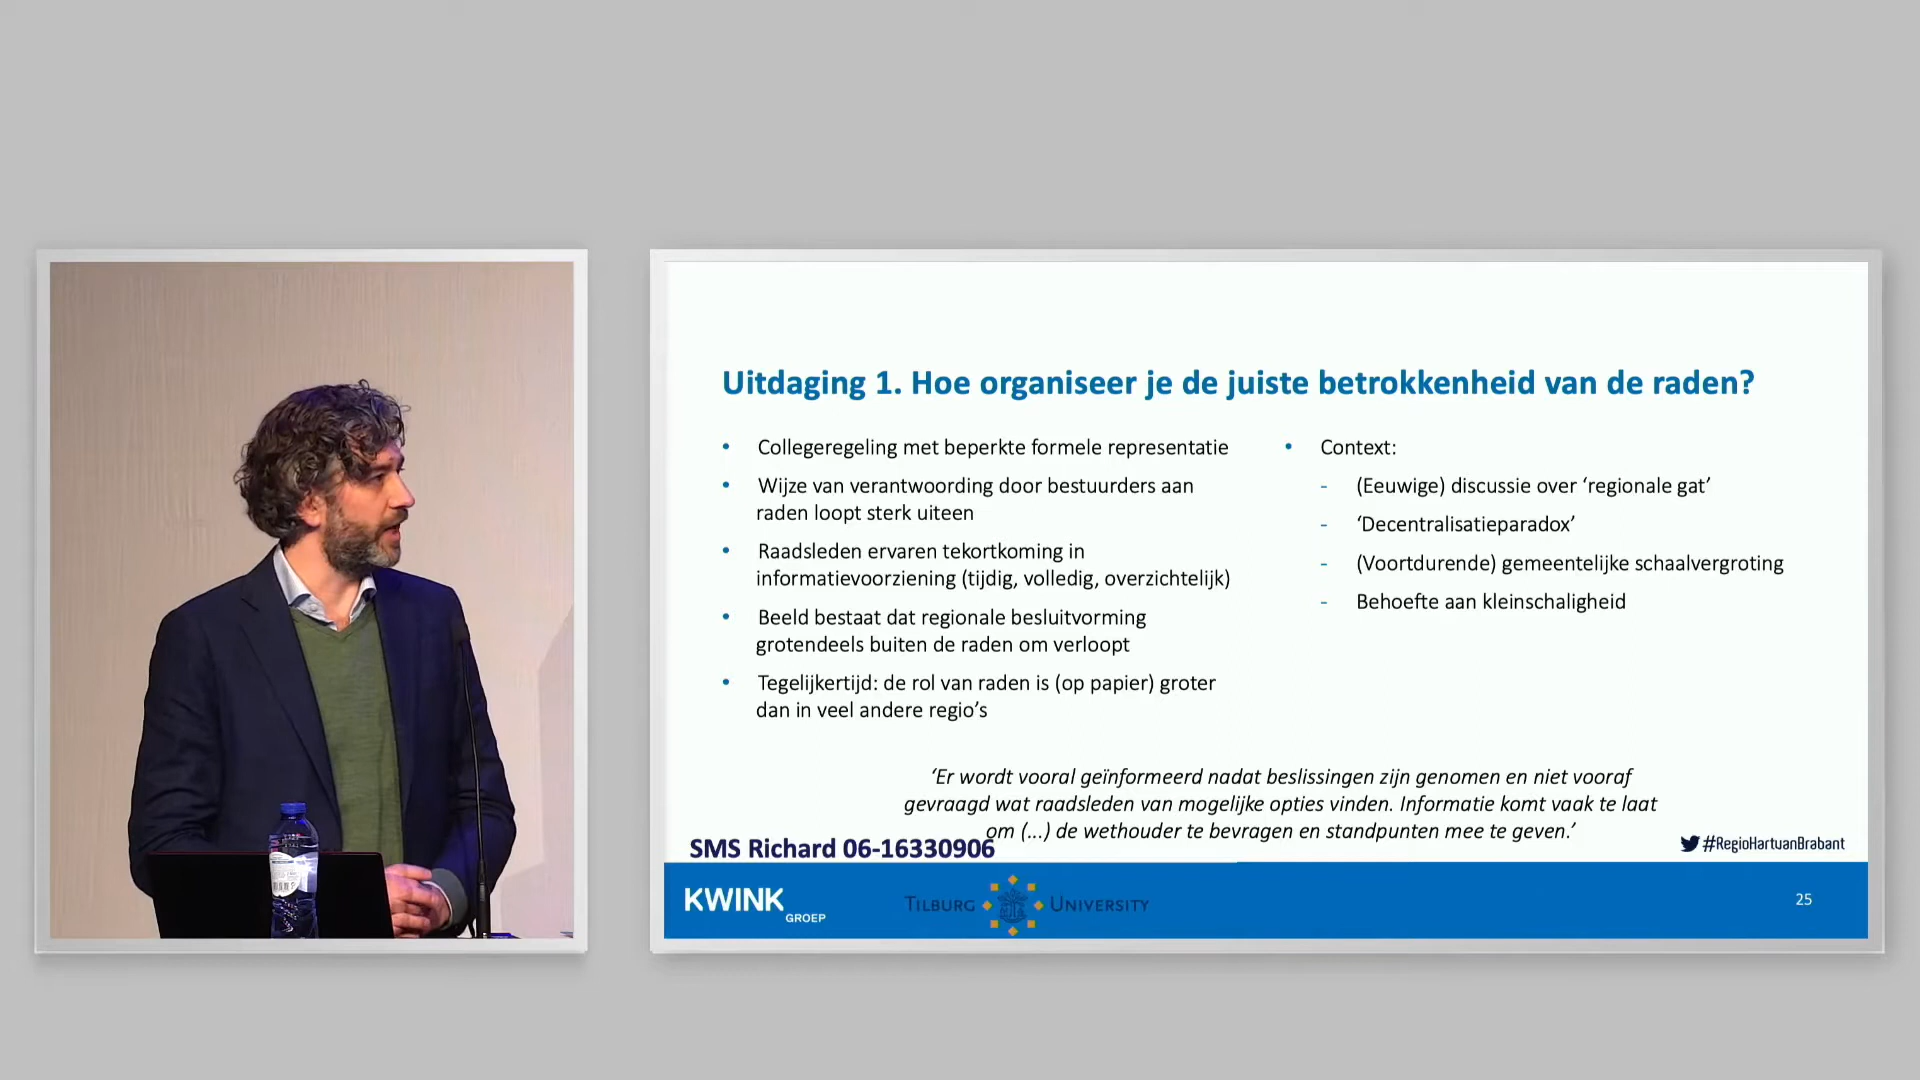 Uitdaging 1. Hoe organiseer je de juiste betrokkenheid van de raden?
• Collegeregeling met beperkte formele representatie
• Wijze van verantwoording door bestuurders aan
raden loopt sterk uiteen
• Raadsleden ervaren tekortkoming in
informatievoorziening (tijdig, volledig, overzichtelijk)
• Beeld bestaat dat regionale besluitvorming
grotendeels buiten de raden om verloopt
• Tegelijkertijd: de rol van raden is (op papier) groter
dan in veel andere regio’s
• Context:
- (Eeuwige) discussie over ‘regionale gat’
- ‘Decentralisatieparadox’
- (Voortdurende) gemeentelijke schaalvergroting
- Behoefte aan kleinschaligheid
‘Er wordt vooral geïnformeerd nadat beslissingen zijn genomen en niet vooraf
gevraagd wat raadsleden van mogelijke opties vinden. Informatie komt vaak te laat
om (...) de wethouder te bevragen en standpunten mee te geven.’
SMS Richard 06-16330906
#RegioHartvanBrabant
KWINK
GROEP
TILBURG UNIVERSITY
25